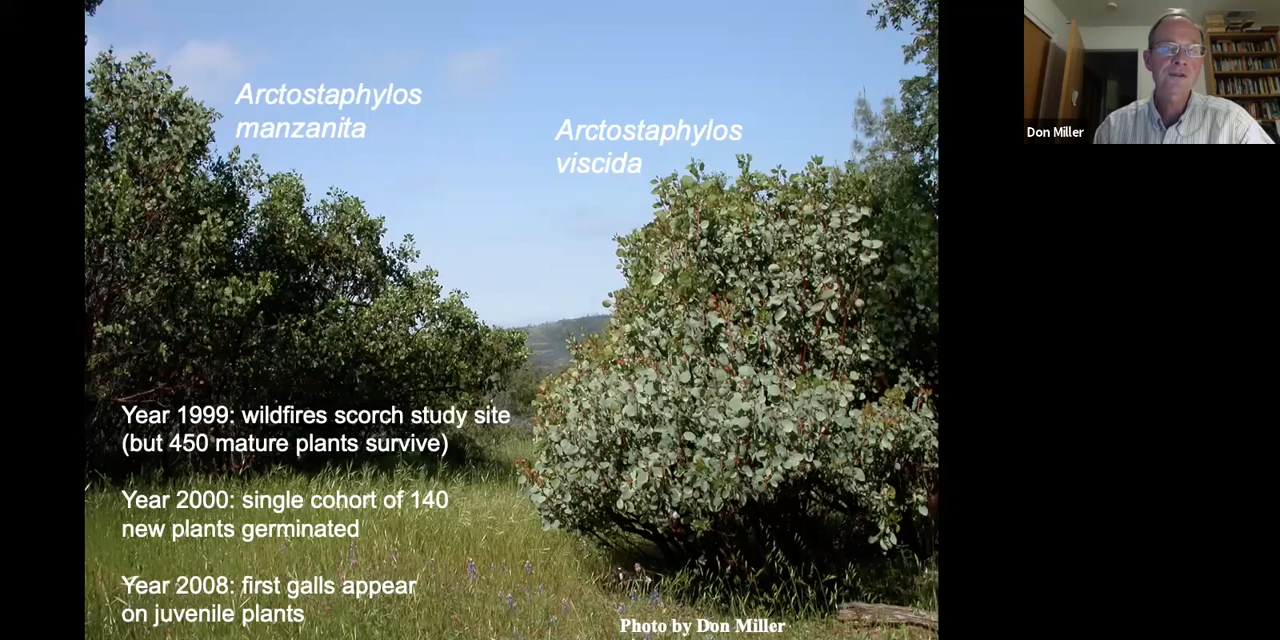 Arctostaphylos
manzanita
Arctostaphylos
viscida
Don Miller
Year 1999: wildfires scorch study site
(but 450 mature plants survive)
Year 2000: single cohort of 140
new plants germinated
Year 2008: first galls appear
on juvenile plants
Photo by Don Miller